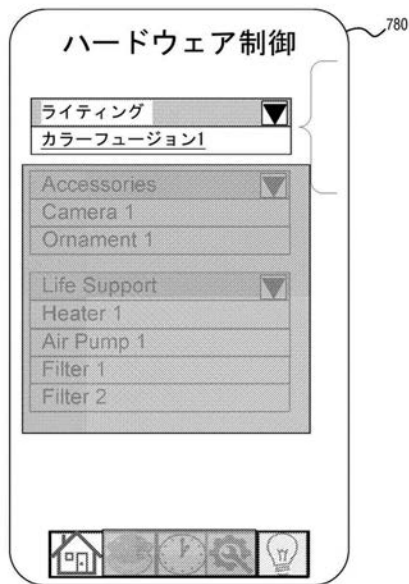 780
ハードウェア制御
ライティング
カラーフュージョン1
Accessories
Camera 1
Ornament 1
Life Support
Heater 1
Air Pump 1
Filter 1
Filter 2